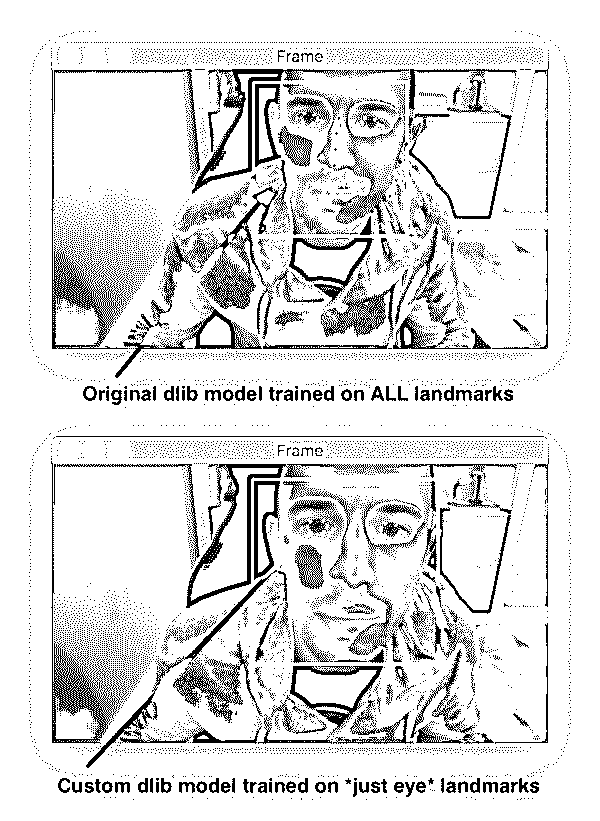 Frame
Original dlib model trained on ALL landmarks
Frame
Custom dlib model trained on *just eye* landmarks